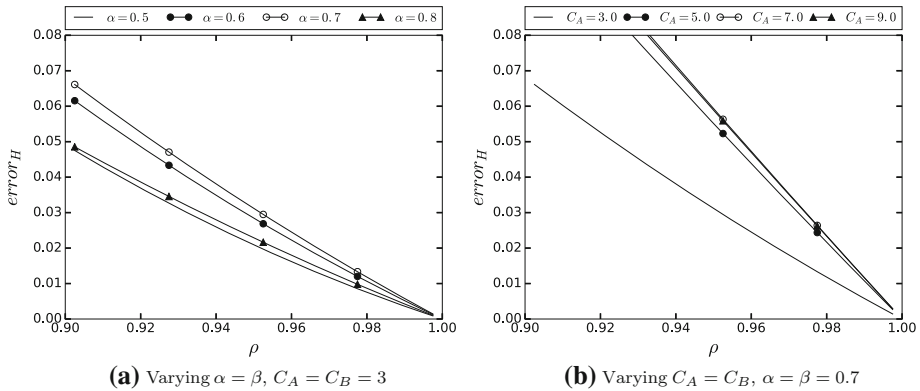 α = 0.5 α = 0.6 α = 0.7 α = 0.8
0.08
0.07
0.06
0.05
0.04
0.03
0.02
0.01
0.00
error_H
0.90 0.92 0.94 0.96 0.98 1.00
ρ
(a) Varying α = β, C_A = C_B = 3
C_A = 3.0 C_A = 5.0 C_A = 7.0 C_A = 9.0
0.08
0.07
0.06
0.05
0.04
0.03
0.02
0.01
0.00
error_H
0.90 0.92 0.94 0.96 0.98 1.00
ρ
(b) Varying C_A = C_B, α = β = 0.7